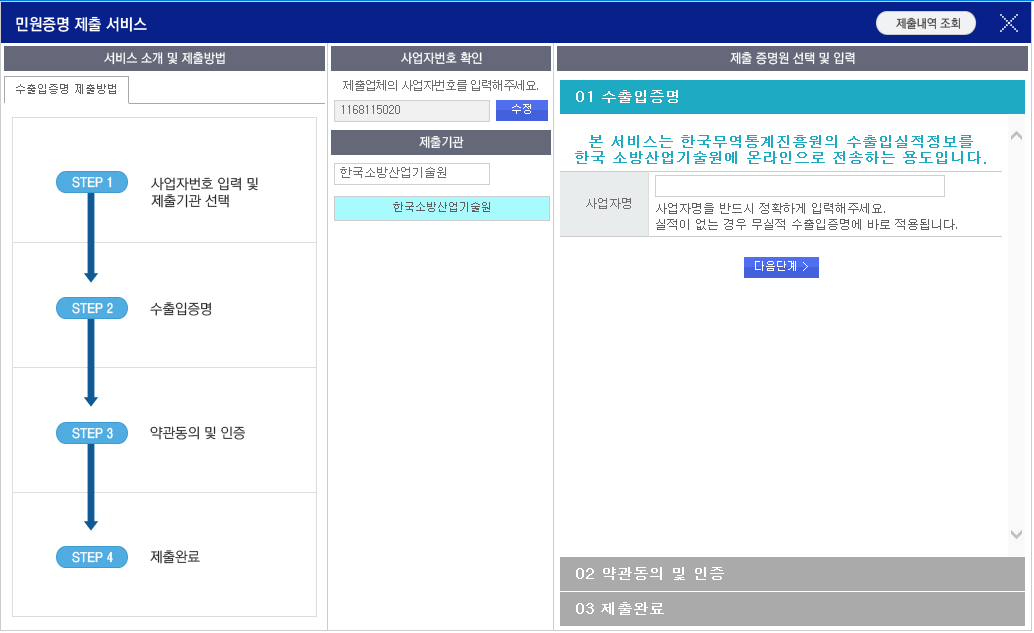 민원증명 제출 서비스
제출내역 조회
서비스 소개 및 제출방법
수출입증명 제출방법
STEP 1
사업자번호 입력 및
제출기관 선택
STEP 2
수출입증명
STEP 3
약관동의 및 인증
STEP 4
제출완료
사업자번호 확인
제출업체의 사업자번호를 입력해주세요.
1168115020
수정
제출기관
한국소방산업기술원
한국소방산업기술원
제출 증명원 선택 및 입력
01 수출입증명
본 서비스는 한국무역통계진흥원의 수출입실적정보를
한국 소방산업기술원에 온라인으로 전송하는 용도입니다.
사업자명
사업자명을 반드시 정확하게 입력해주세요.
실적이 없는 경우 무실적 수출입증명에 바로 적용됩니다.
다음단계 >
02 약관동의 및 인증
03 제출완료